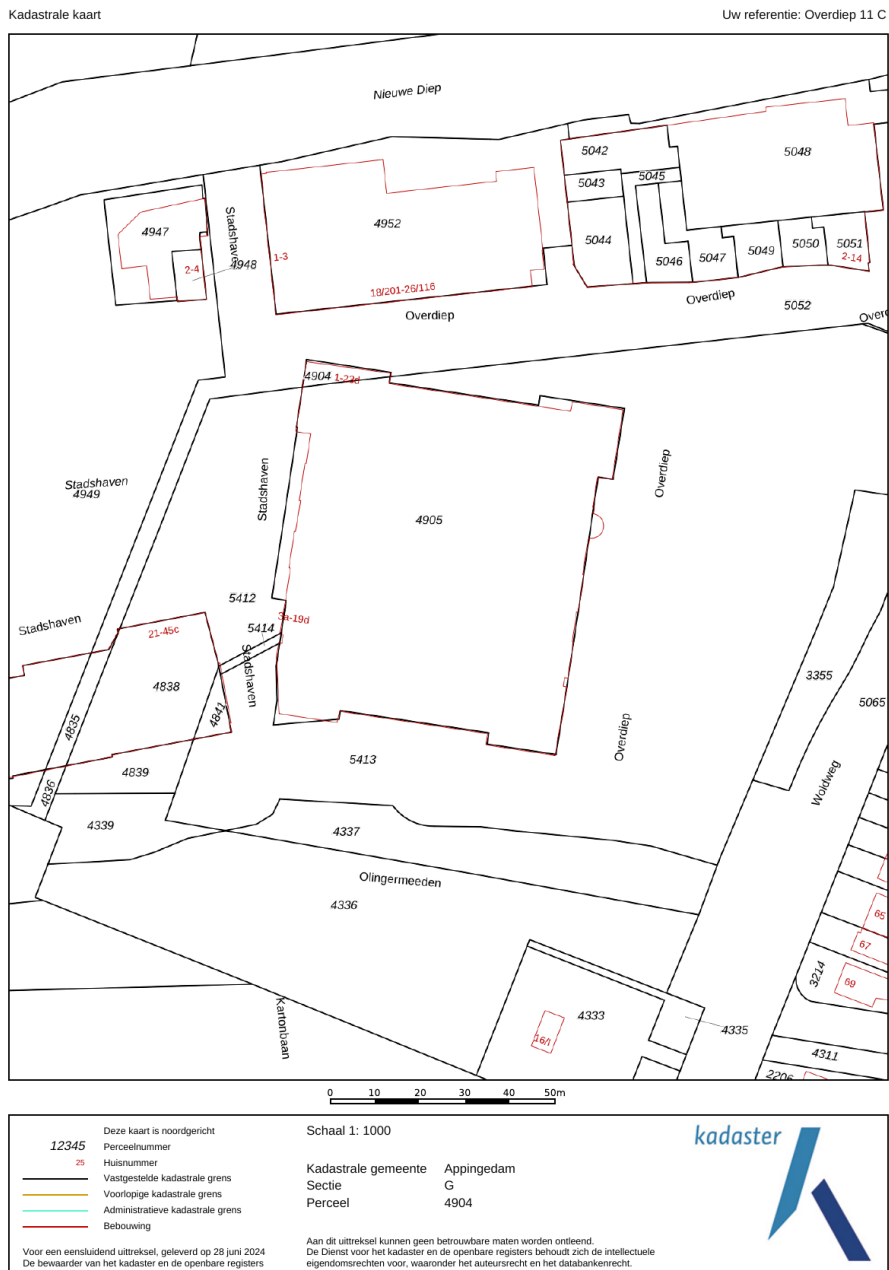 Kadastrale kaart
Uw referentie: Overdiep 11 C
Nieuwe Diep
5042
5048
5043
5045
4947
Stadshaven
4952
5044
4948
1-3
2-4
5046
5047
5049
5050
5051
2-14
18/201-26/116
Overdiep
Overdiep
5052
4904
1-23d
Stadshaven
4949
Stadshaven
Overdiep
4905
5412
3a-19d
Stadshaven
21-45c
5414
Stadshaven
4838
4841
3355
5065
4835
Overdiep
5413
4839
4836
Woldweg
4339
4337
Olingermeeden
4336
65
67
3214
69
Kartonbaan
4333
4335
16/I
4311
2206
0 10 20 30 40 50m
Deze kaart is noordgericht
12345 Perceelnummer
25 Huisnummer
Vastgestelde kadastrale grens
Voorlopige kadastrale grens
Administratieve kadastrale grens
Bebouwing
Voor een eensluidend uittreksel, geleverd op 28 juni 2024
De bewaarder van het kadaster en de openbare registers
Schaal 1: 1000
Kadastrale gemeente Appingedam
Sectie G
Perceel 4904
Aan dit uittreksel kunnen geen betrouwbare maten worden ontleend.
De Dienst voor het kadaster en de openbare registers behoudt zich de intellectuele
eigendomsrechten voor, waaronder het auteursrecht en het databankenrecht.
kadaster